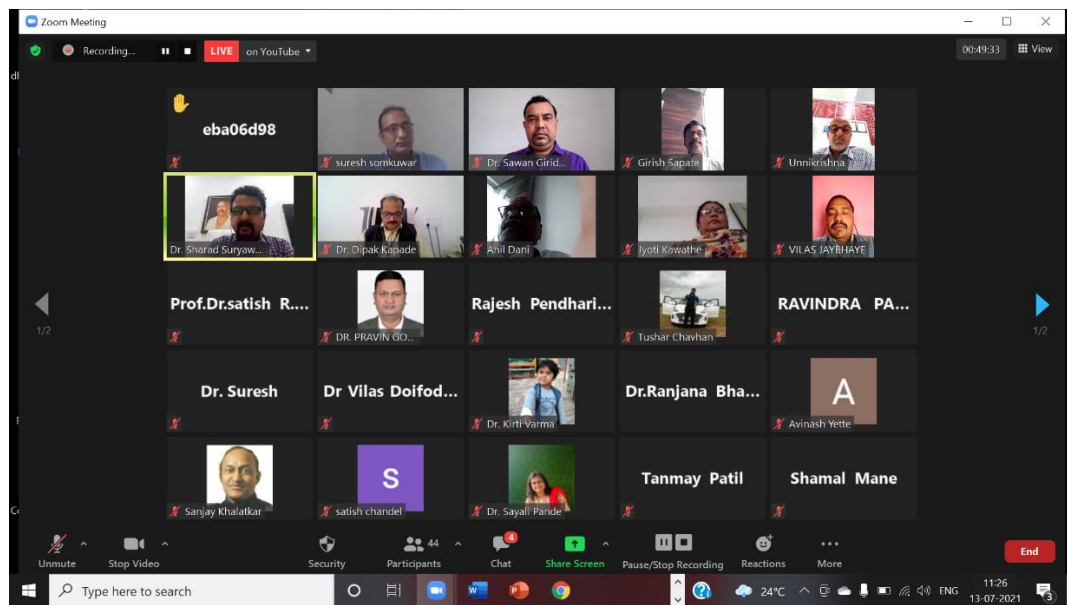 Zoom Meeting
Recording...
LIVE on YouTube
00:49:33 View
eba06d98
suresh somkuwar
Dr. Sawan Girid...
Girish Sapate
Unnikrishna
Dr. Sharad Suryaw...
Dr. Dipak Kapade
Anil Dani
Jyoti Kawathe
VILAS JAYBHAYE
Prof.Dr.satish R....
DR. PRAVIN GO...
Rajesh Pendhari...
Tushar Chavhan
RAVINDRA PA...
1/2
1/2
Dr. Suresh
Dr Vilas Doifod...
Dr. Kirti Varma
Dr.Ranjana Bha...
A
Avinash Yette
Sanjay Khalatkar
S
satish chandel
Dr. Sayali Pande
Tanmay Patil
Shamal Mane
Unmute
Stop Video
Security
44
Participants
4
Chat
Share Screen
Pause/Stop Recording
Reactions
More
End
Type here to search
24°C
ENG
11:26
13-07-2021
3